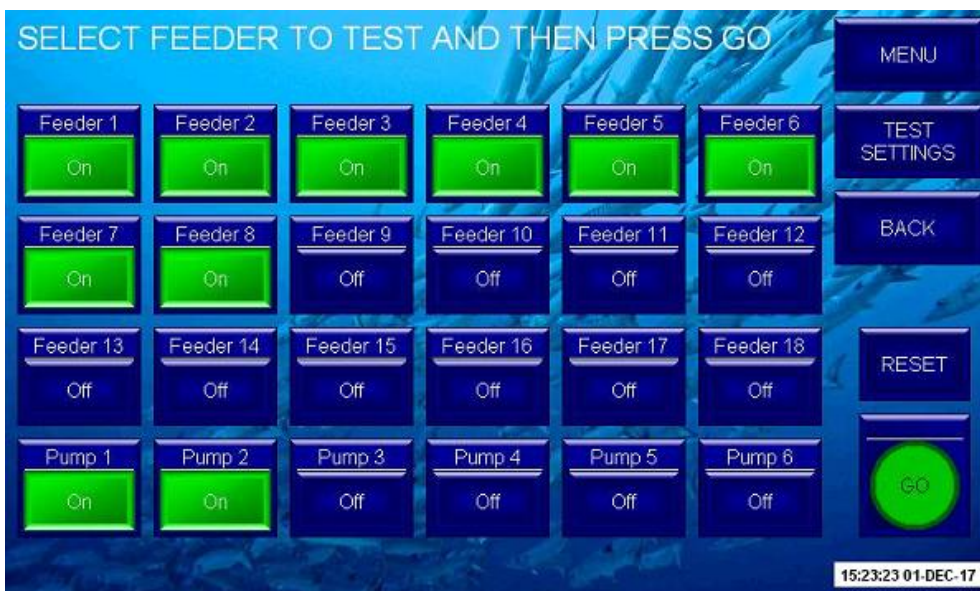 SELECT FEEDER TO TEST AND THEN PRESS GO
MENU
Feeder 1 Feeder 2 Feeder 3 Feeder 4 Feeder 5 Feeder 6
On On On On On On
TEST
SETTINGS
Feeder 7 Feeder 8 Feeder 9 Feeder 10 Feeder 11 Feeder 12
On On Off Off Off Off
BACK
Feeder 13 Feeder 14 Feeder 15 Feeder 16 Feeder 17 Feeder 18
Off Off Off Off Off Off
RESET
Pump 1 Pump 2 Pump 3 Pump 4 Pump 5 Pump 6
On On Off Off Off Off
GO
15:23:23 01-DEC-17